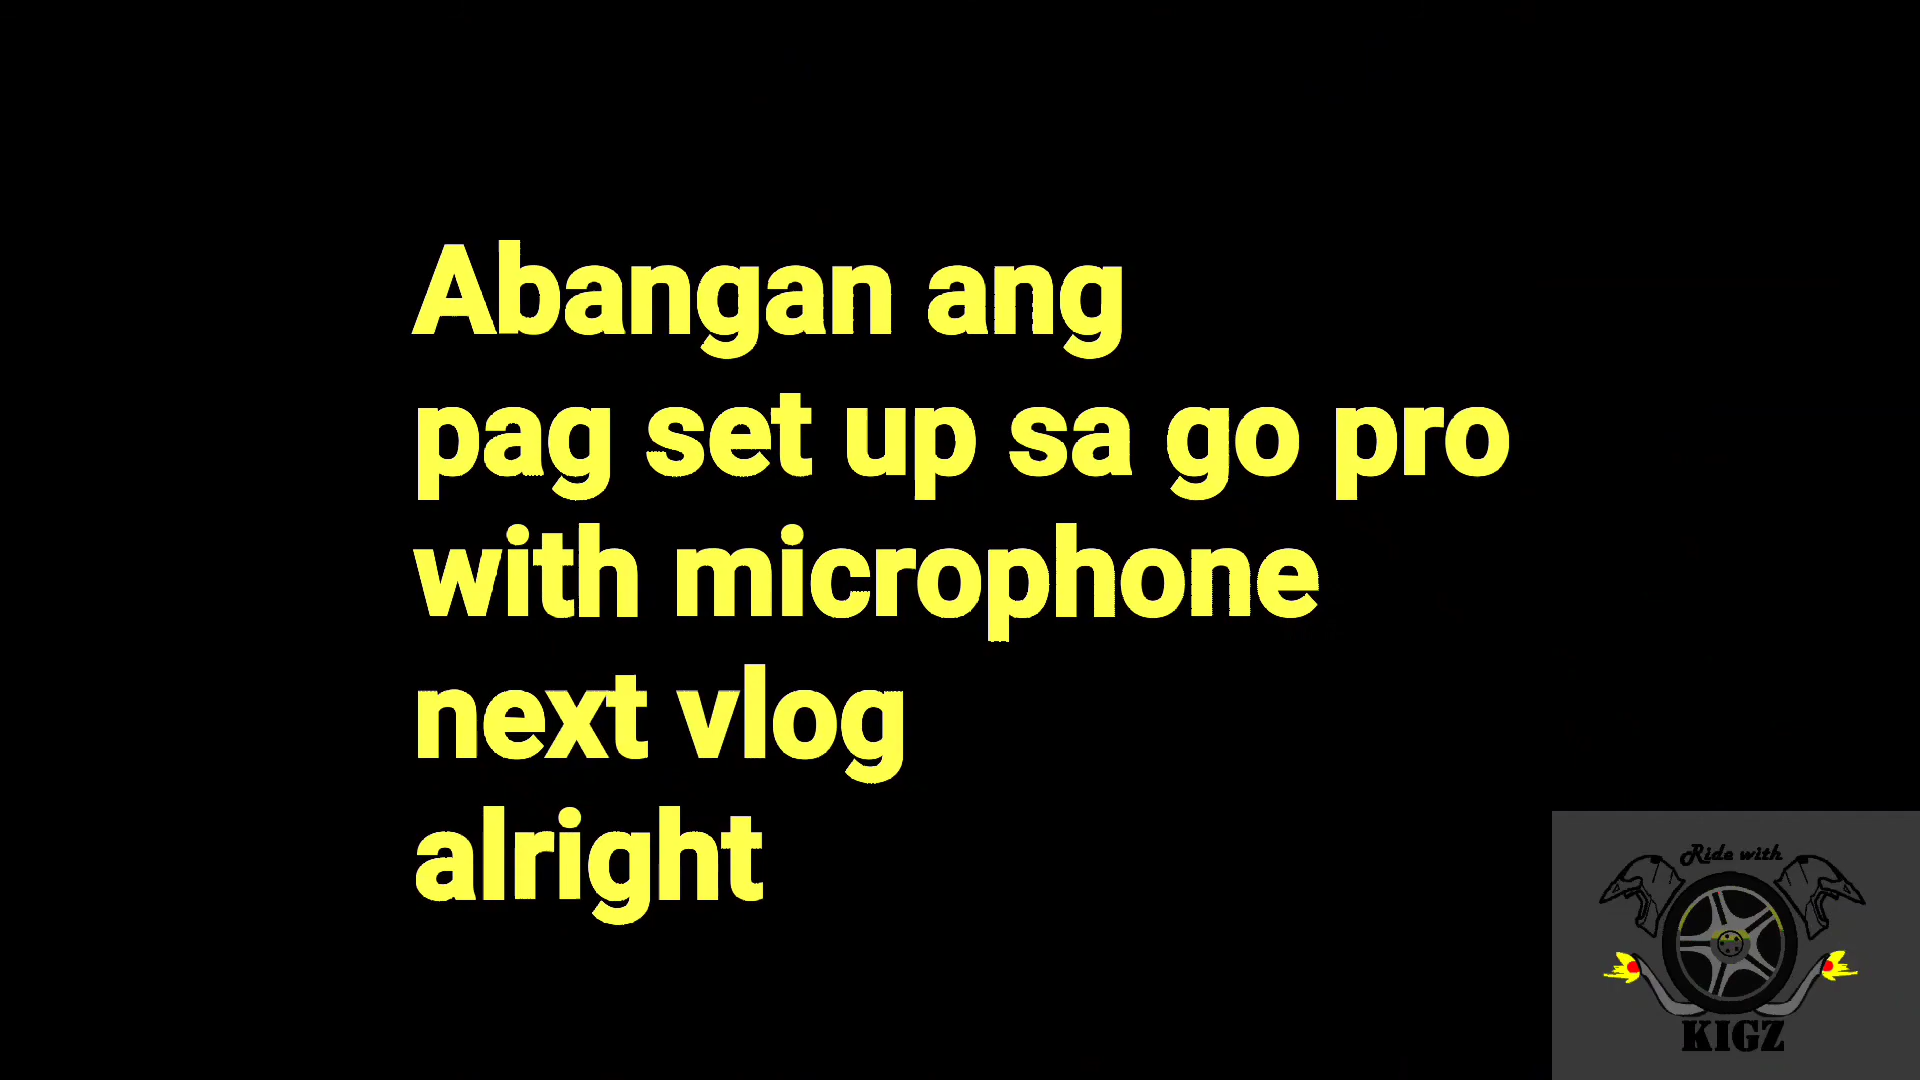 Abangan ang
pag set up sa go pro
with microphone
next vlog
alright
Ride with
KIGZ